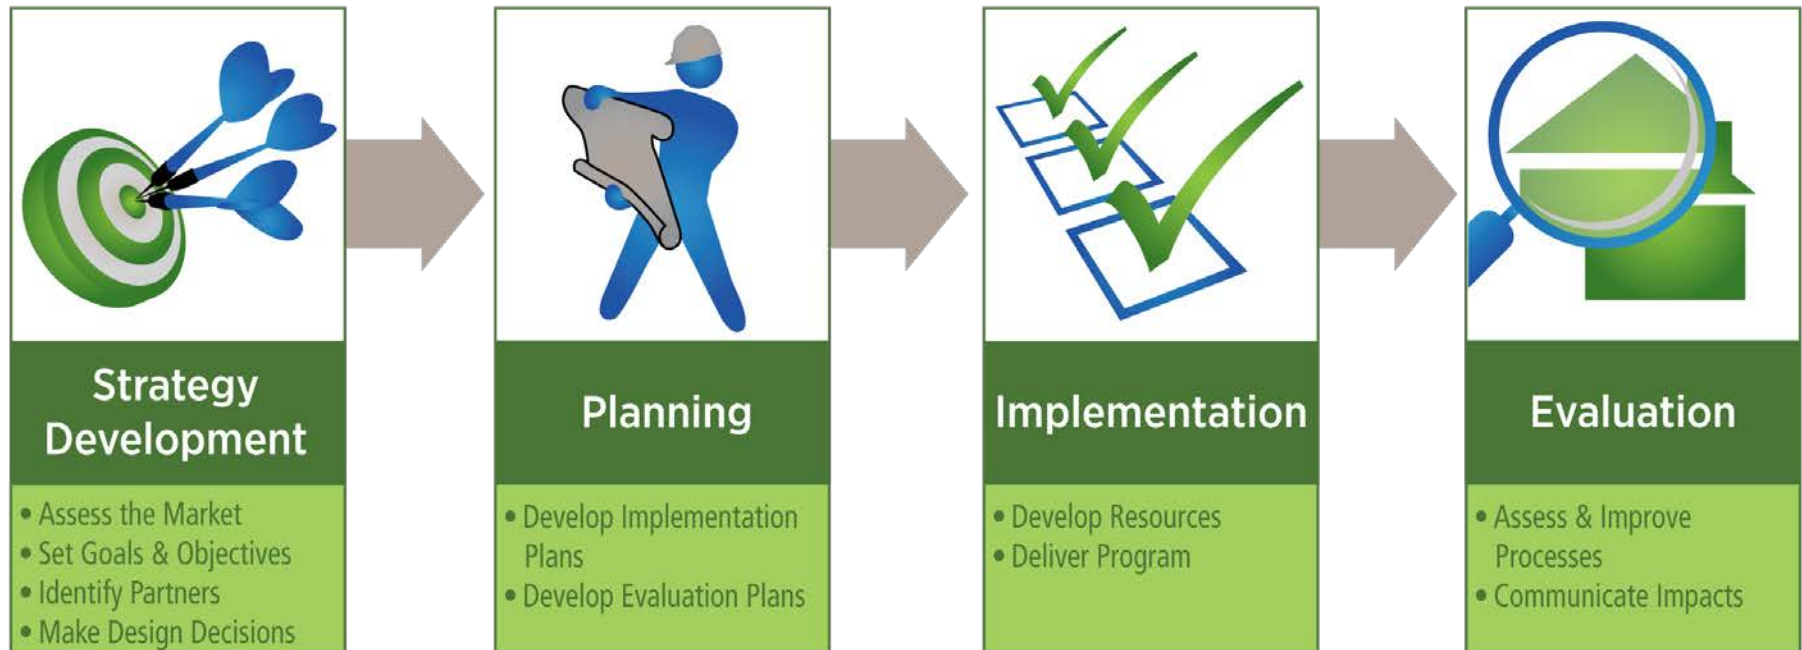 Strategy
Development
• Assess the Market
• Set Goals & Objectives
• Identify Partners
• Make Design Decisions
Planning
• Develop Implementation
Plans
• Develop Evaluation Plans
Implementation
• Develop Resources
• Deliver Program
Evaluation
• Assess & Improve
Processes
• Communicate Impacts